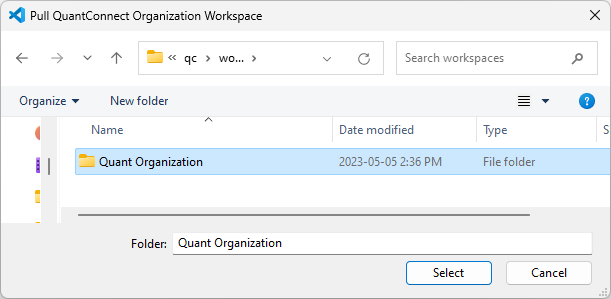 Pull QuantConnect Organization Workspace
« qc › wo... ›
Search workspaces
Organize
New folder
?
Name Date modified Type S
Quant Organization 2023-05-05 2:36 PM File folder
Folder: Quant Organization
Select Cancel